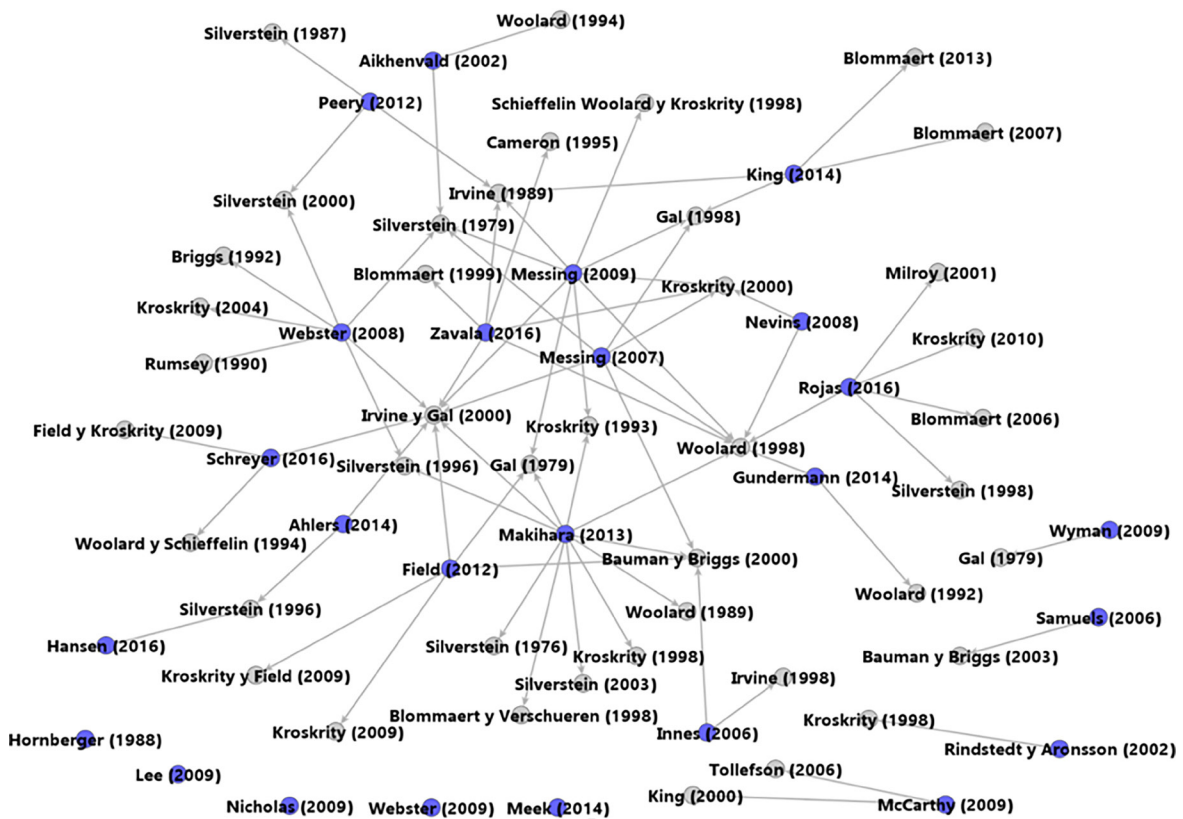 Woolard (1994)
Silverstein (1987)
Aikhenvald (2002)
Blommaert (2013)
Peery (2012)
Schieffelin Woolard y Kroskrity (1998)
Blommaert (2007)
Cameron (1995)
King (2014)
Irvine (1989)
Silverstein (2000)
Gal (1998)
Silverstein (1979)
Briggs (1992)
Blommaert (1999)
Messing (2009)
Milroy (2001)
Kroskrity (2000)
Kroskrity (2004)
Nevins (2008)
Webster (2008)
Zavala (2016)
Kroskrity (2010)
Messing (2007)
Rumsey (1990)
Rojas (2016)
Irvine y Gal (2000)
Blommaert (2006)
Kroskrity (1993)
Field y Kroskrity (2009)
Woolard (1998)
Schreyer (2016)
Silverstein (1996)
Gal (1979)
Gundermann (2014)
Silverstein (1998)
Ahlers (2014)
Wyman (2009)
Makihara (2013)
Woolard y Schieffelin (1994)
Bauman y Briggs (2000)
Gal (1979)
Field (2012)
Woolard (1992)
Silverstein (1996)
Woolard (1989)
Samuels (2006)
Hansen (2016)
Silverstein (1976)
Kroskrity (1998)
Bauman y Briggs (2003)
Kroskrity y Field (2009)
Irvine (1998)
Silverstein (2003)
Blommaert y Verschueren (1998)
Kroskrity (1998)
Kroskrity (2009)
Innes (2006)
Hornberger (1988)
Rindstedt y Aronsson (2002)
Tollefson (2006)
Lee (2009)
King (2000)
McCarthy (2009)
Nicholas (2009)
Webster (2009)
Meek (2014)